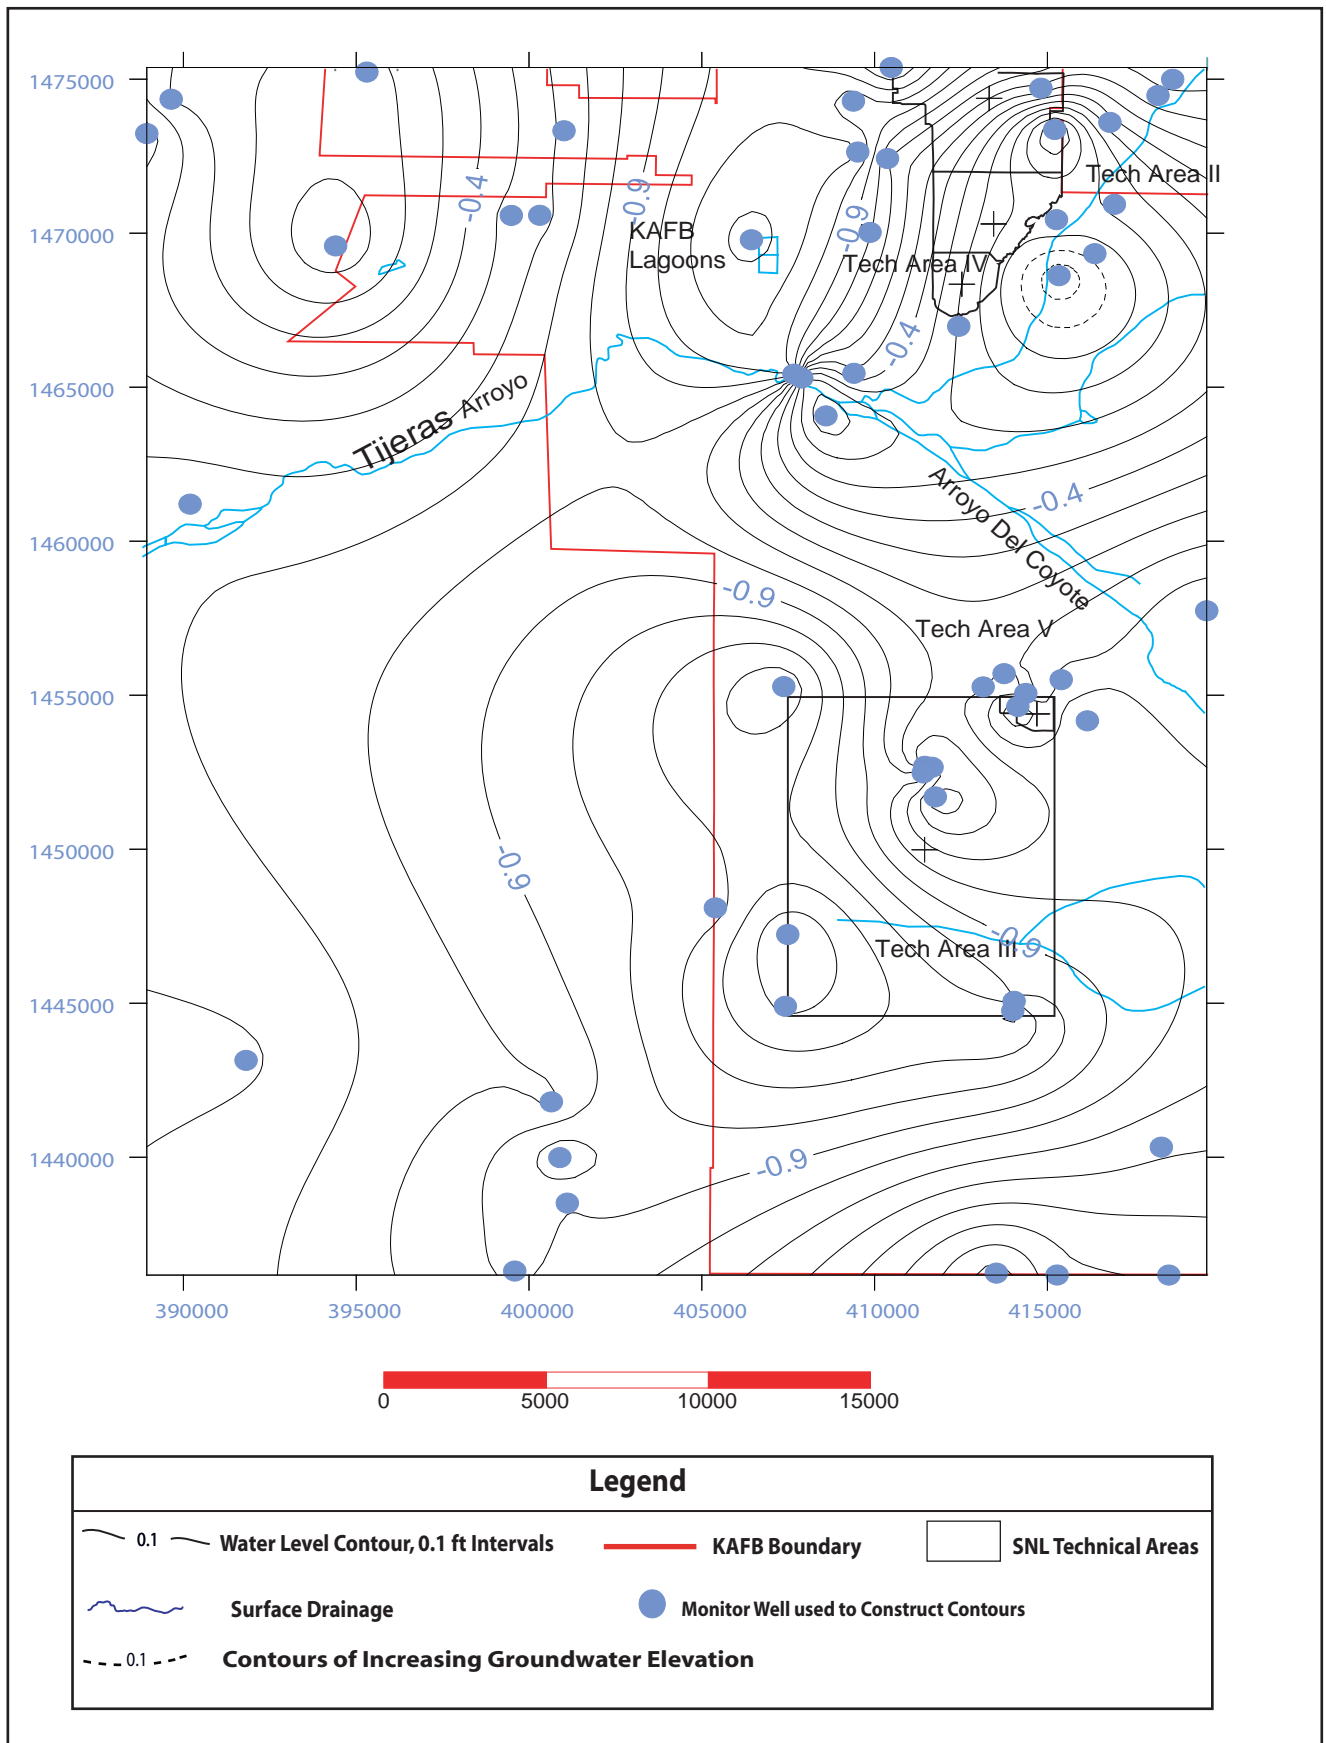 1475000
1470000
1465000
1460000
1455000
1450000
1445000
1440000
-0.4
-0.9
KAFB
Lagoons
-0.9
Tech Area II
Tech Area IV
-0.4
Tijeras Arroyo
-0.4
Arroyo Del Coyote
-0.9
Tech Area V
-0.9
-0.9
Tech Area III
-0.9
390000 395000 400000 405000 410000 415000
0 5000 10000 15000
Legend
0.1 Water Level Contour, 0.1 ft Intervals
KAFB Boundary
SNL Technical Areas
Surface Drainage
Monitor Well used to Construct Contours
0.1 Contours of Increasing Groundwater Elevation